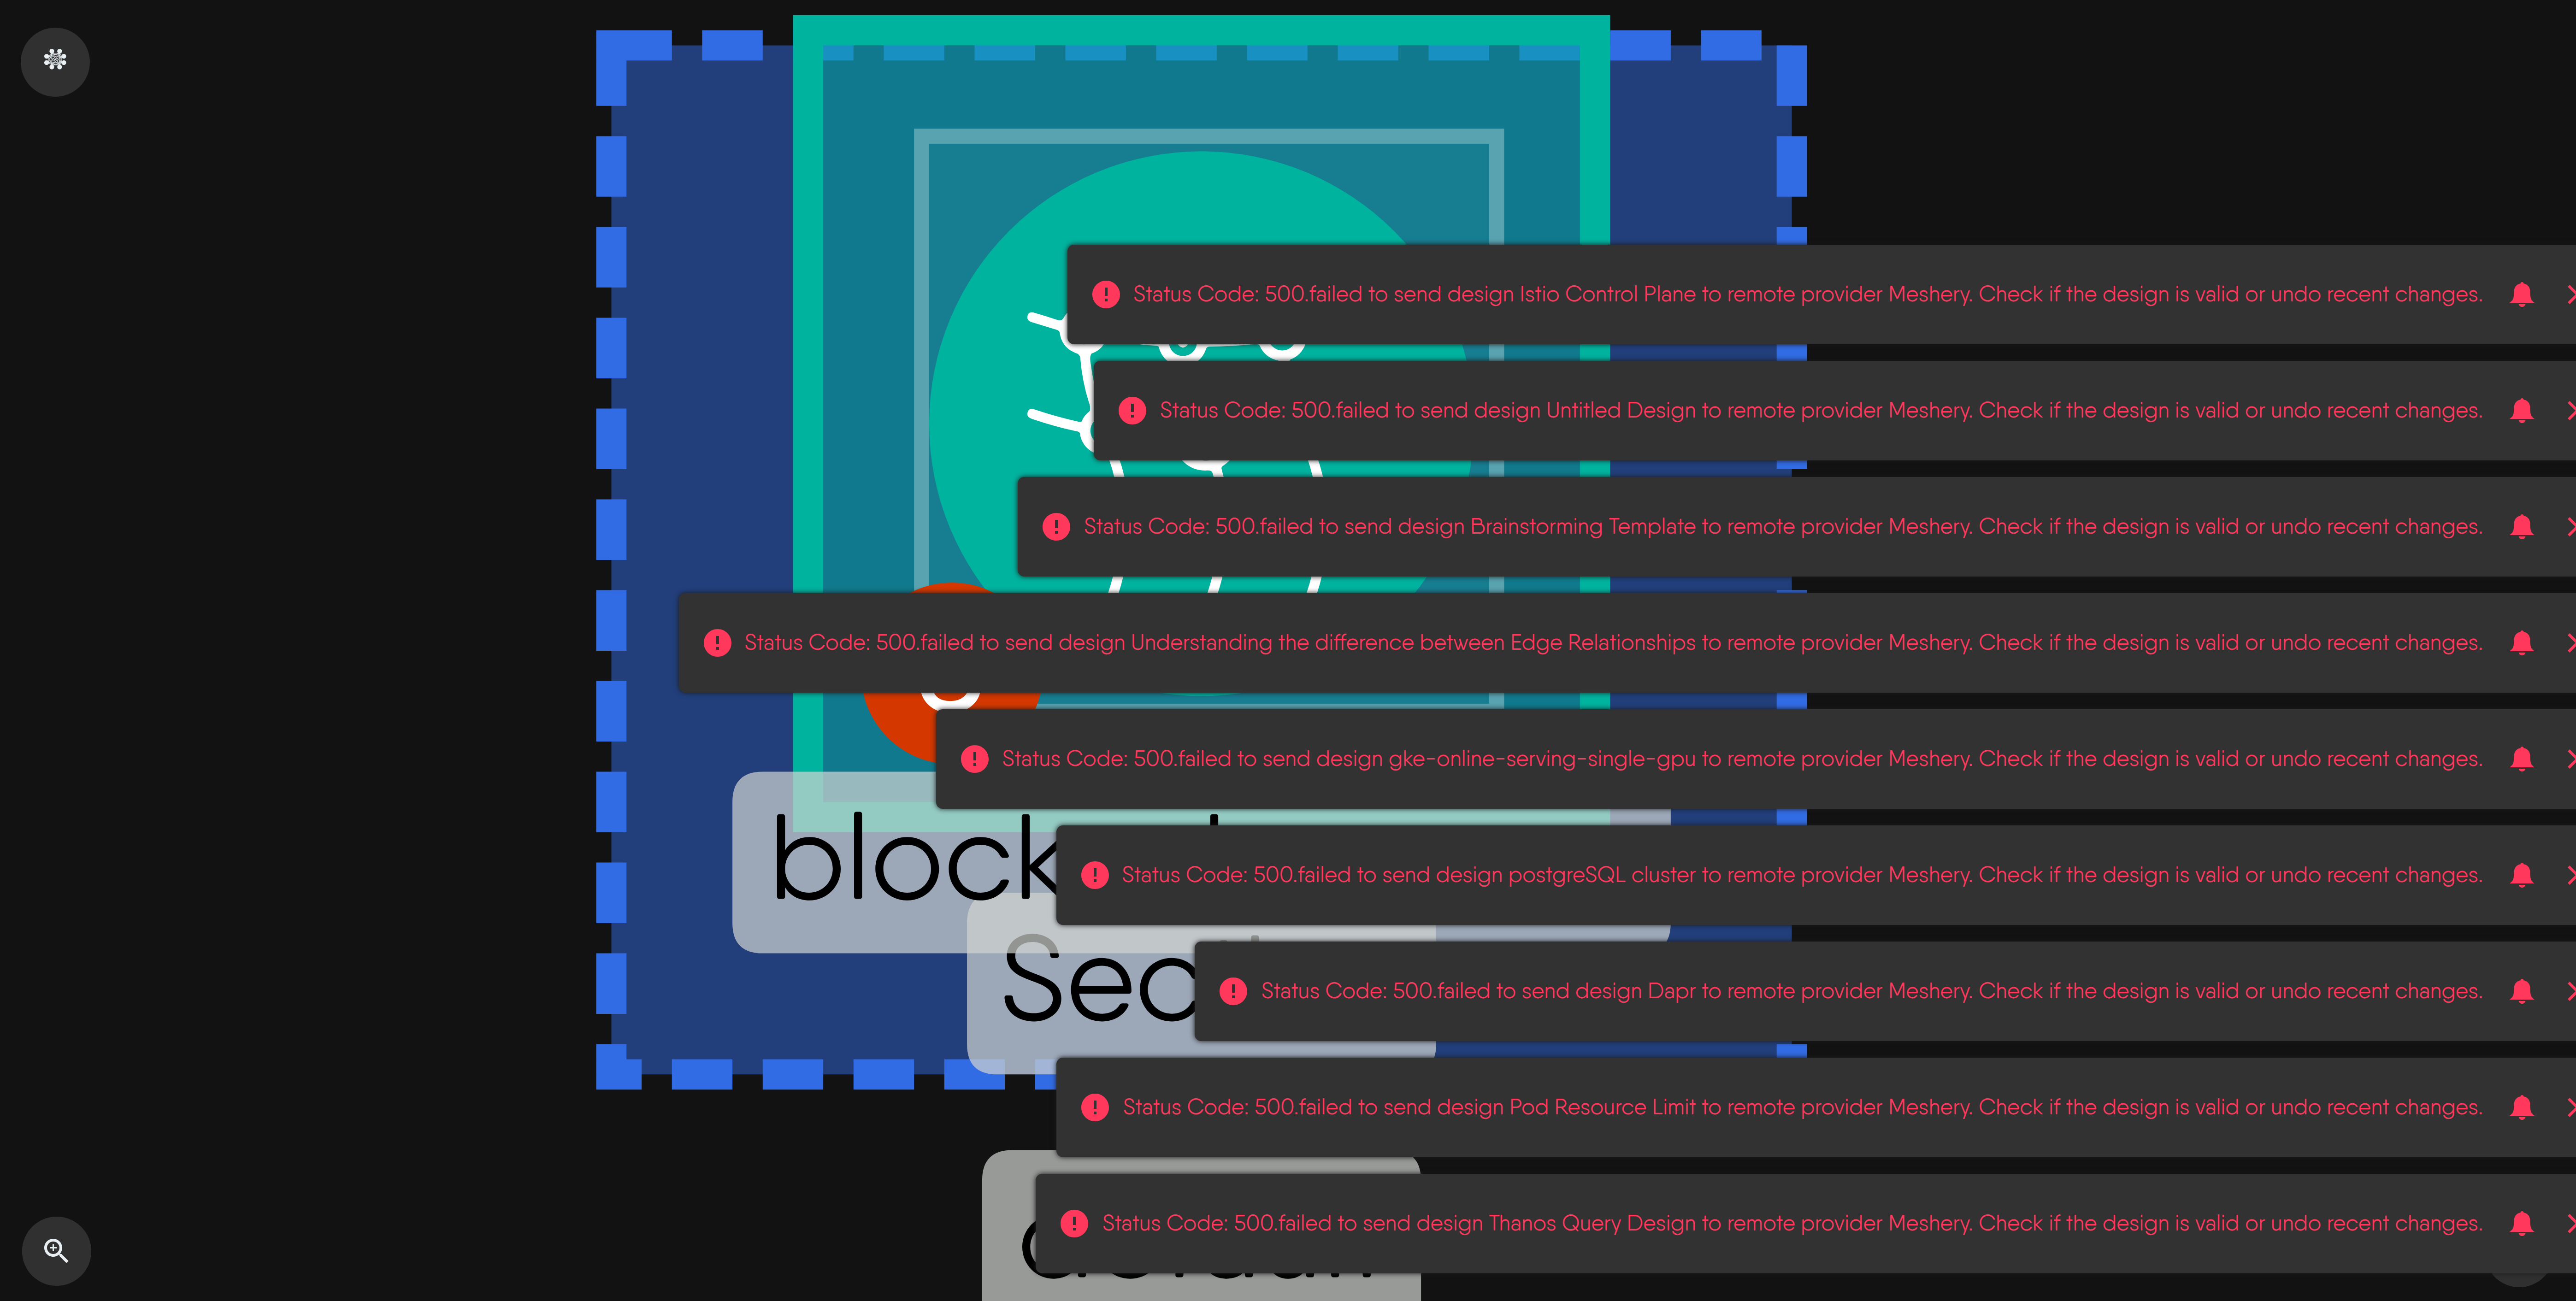 Status Code: 500.failed to send design Istio Control Plane to remote provider Meshery. Check if the design is valid or undo recent changes.
Status Code: 500.failed to send design Untitled Design to remote provider Meshery. Check if the design is valid or undo recent changes.
Status Code: 500.failed to send design Brainstorming Template to remote provider Meshery. Check if the design is valid or undo recent changes.
Status Code: 500.failed to send design Understanding the difference between Edge Relationships to remote provider Meshery. Check if the design is valid or undo recent changes.
Status Code: 500.failed to send design gke-online-serving-single-gpu to remote provider Meshery. Check if the design is valid or undo recent changes.
block
Status Code: 500.failed to send design postgreSQL cluster to remote provider Meshery. Check if the design is valid or undo recent changes.
Sec
Status Code: 500.failed to send design Dapr to remote provider Meshery. Check if the design is valid or undo recent changes.
Status Code: 500.failed to send design Pod Resource Limit to remote provider Meshery. Check if the design is valid or undo recent changes.
Status Code: 500.failed to send design Thanos Query Design to remote provider Meshery. Check if the design is valid or undo recent changes.